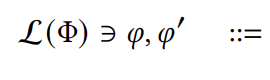 𝓛(Φ) ∋ φ, φ′ ::=